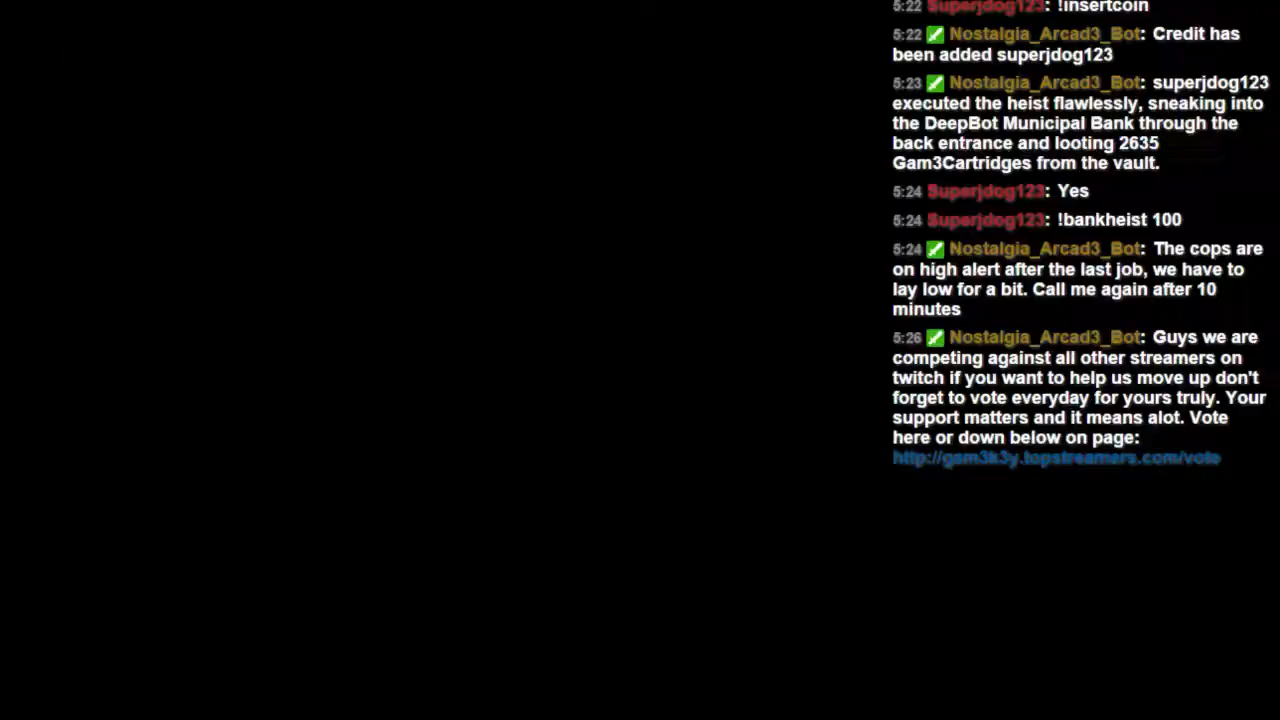 5:22 Superjdog123: !insertcoin
5:22 Nostalgia_Arcad3_Bot: Credit has
been added superjdog123
5:23 Nostalgia_Arcad3_Bot: superjdog123
executed the heist flawlessly, sneaking into
the DeepBot Municipal Bank through the
back entrance and looting 2635
Gam3Cartridges from the vault.
5:24 Superjdog123: Yes
5:24 Superjdog123: !bankheist 100
5:24 Nostalgia_Arcad3_Bot: The cops are
on high alert after the last job, we have to
lay low for a bit. Call me again after 10
minutes
5:26 Nostalgia_Arcad3_Bot: Guys we are
competing against all other streamers on
twitch if you want to help us move up don't
forget to vote everyday for yours truly. Your
support matters and it means alot. Vote
here or down below on page:
http://gam3k3y.topstreamers.com/vote